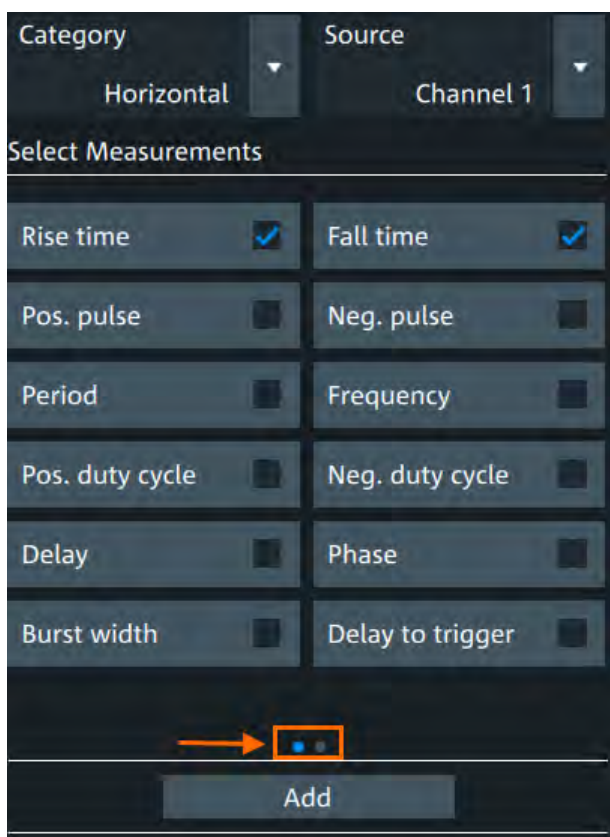 Category Source
Horizontal Channel 1
Select Measurements
Rise time Fall time
Pos. pulse Neg. pulse
Period Frequency
Pos. duty cycle Neg. duty cycle
Delay Phase
Burst width Delay to trigger
Add